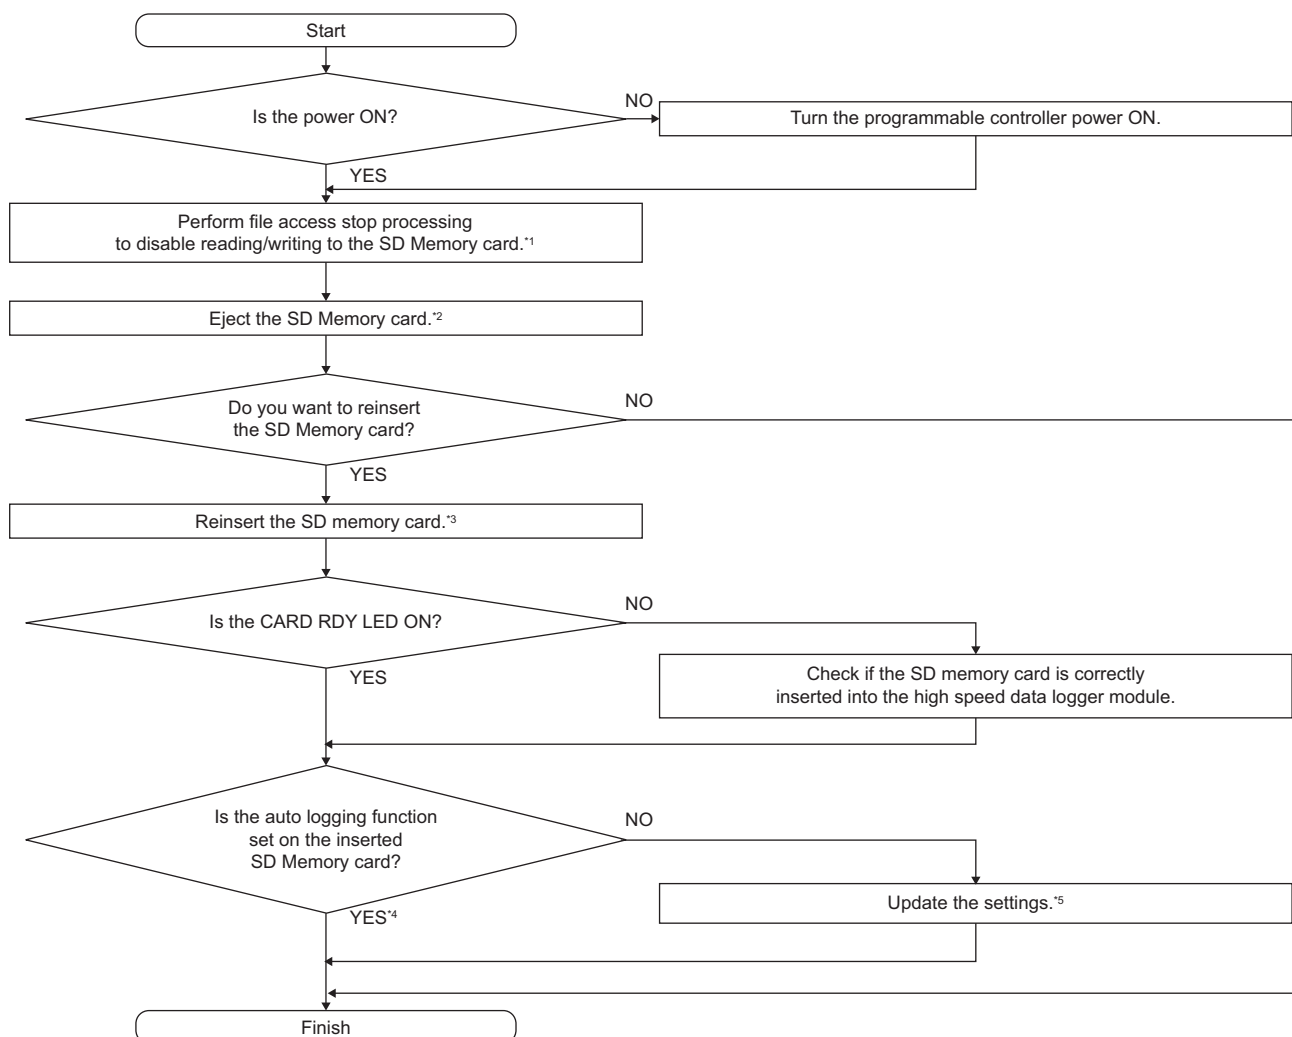 Start
Is the power ON?
NO
Turn the programmable controller power ON.
YES
Perform file access stop processing
to disable reading/writing to the SD Memory card.*1
Eject the SD Memory card.*2
Do you want to reinsert
the SD Memory card?
NO
YES
Reinsert the SD memory card.*3
Is the CARD RDY LED ON?
NO
YES
Check if the SD memory card is correctly
inserted into the high speed data logger module.
Is the auto logging function
set on the inserted
SD Memory card?
NO
YES*4
Update the settings.*5
Finish